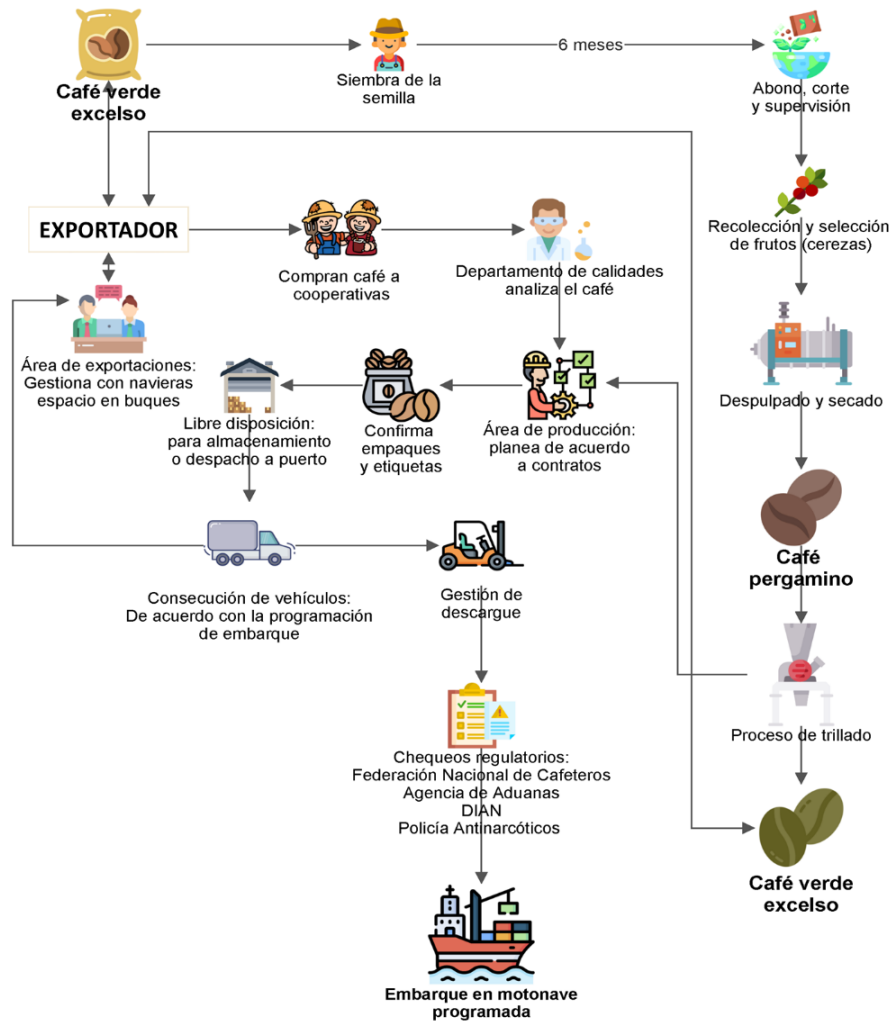 Café verde
excelso
Siembra de la
semilla
6 meses
Abono, corte
y supervisión
EXPORTADOR
Compran café a
cooperativas
Departamento de calidades
analiza el café
Recolección y selección
de frutos (cerezas)
Área de exportaciones:
Gestiona con navieras
espacio en buques
Libre disposición:
para almacenamiento
o despacho a puerto
Confirma
empaques
y etiquetas
Área de producción:
planea de acuerdo
a contratos
Despulpado y secado
Café
pergamino
Consecución de vehículos:
De acuerdo con la programación
de embarque
Gestión de
descargue
Proceso de trillado
Chequeos regulatorios:
Federación Nacional de Cafeteros
Agencia de Aduanas
DIAN
Policía Antinarcóticos
Café verde
excelso
Embarque en motonave
programada